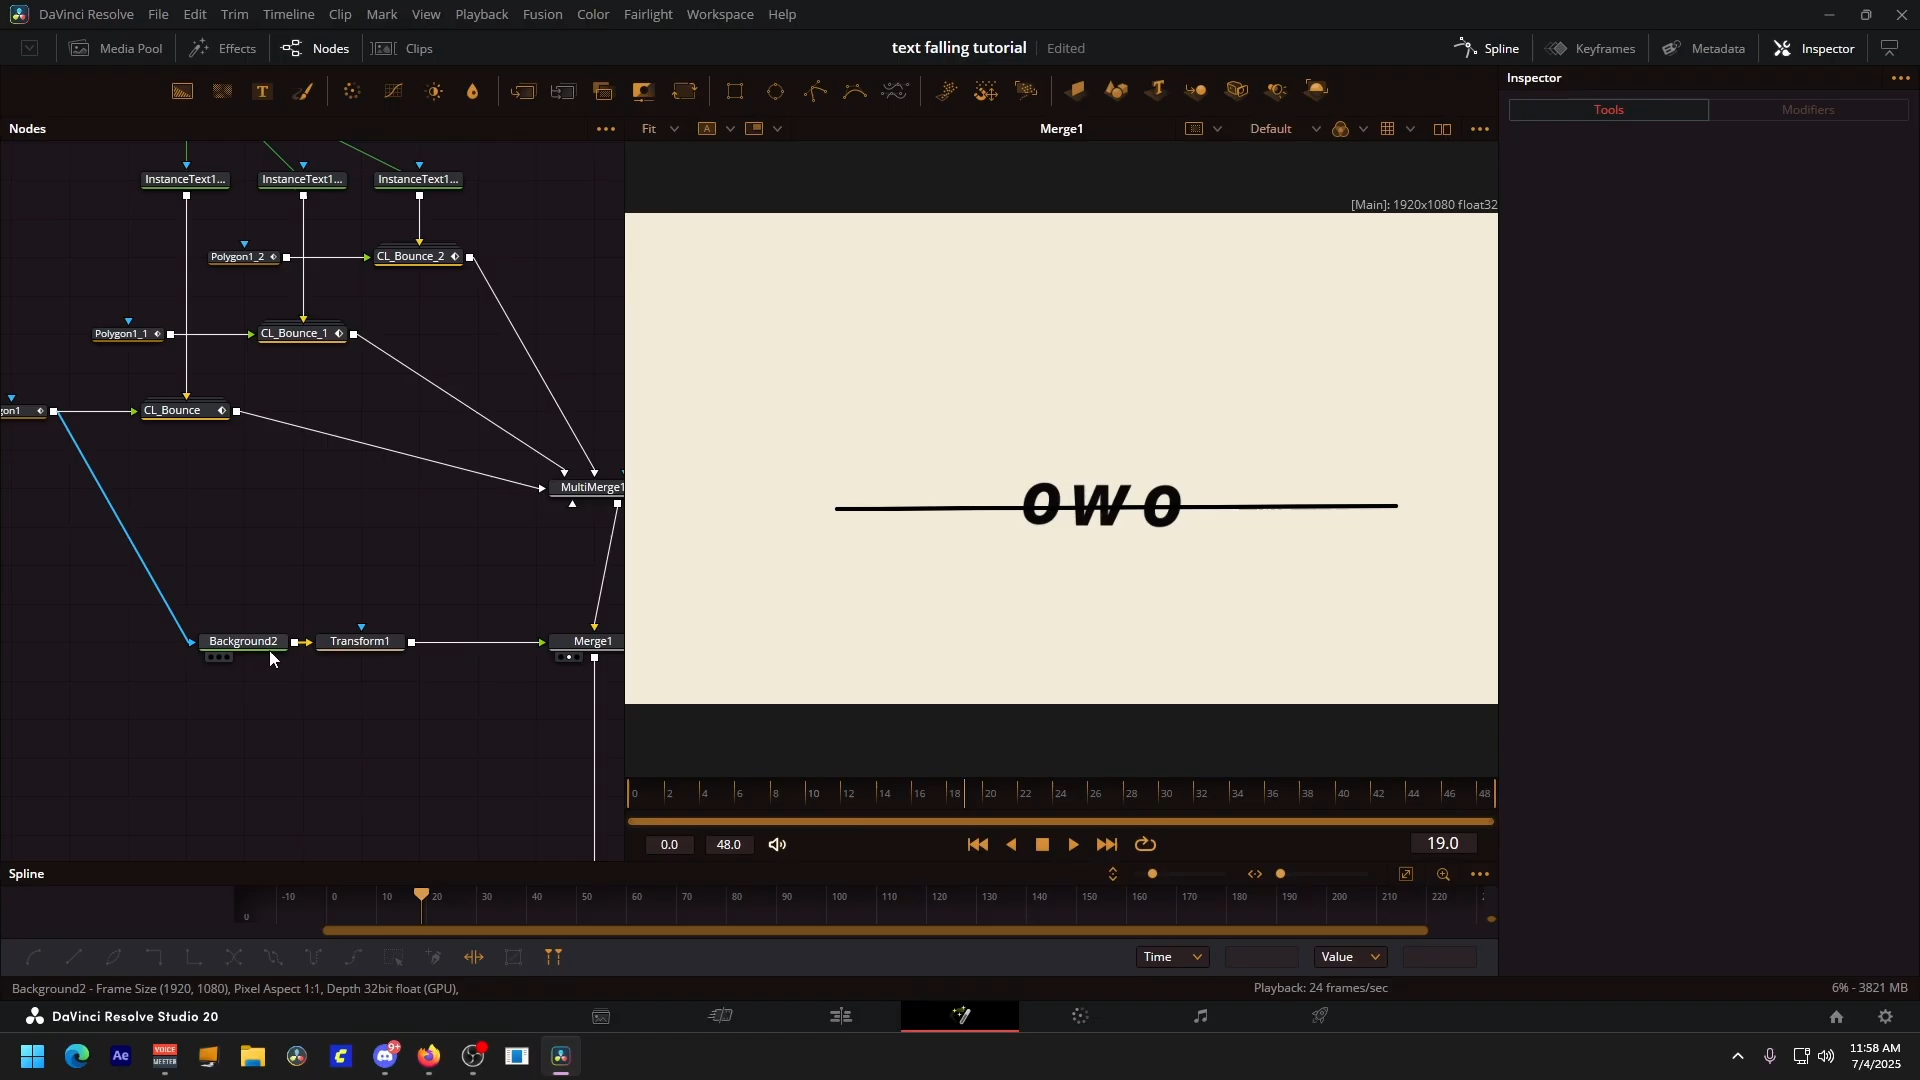 DaVinci Resolve File Edit Trim Timeline Clip Mark View Playback Fusion Color Fairlight Workspace Help
Media Pool Effects Nodes Clips text falling tutorial Edited Spline Keyframes Metadata Inspector
Inspector
Tools Modifiers
Nodes
Fit A Merge1 Default
[Main]: 1920x1080 float32
InstanceText1... InstanceText1... InstanceText1...
Polygon1_2 CL_Bounce_2
Polygon1_1 CL_Bounce_1
gon1 CL_Bounce
MultiMerge1
OWO
Background2 Transform1 Merge1
0 2 4 6 8 10 12 14 16 18 20 22 24 26 28 30 32 34 36 38 40 42 44 46 48
0.0 48.0 19.0
Spline
-10 0 10 20 30 40 50 60 70 80 90 100 110 120 130 140 150 160 170 180 190 200 210 220
0
Time Value
Background2 - Frame Size (1920, 1080), Pixel Aspect 1:1, Depth 32bit float (GPU), Playback: 24 frames/sec 6% - 3821 MB
DaVinci Resolve Studio 20
Ae VOICE MEETER 9+
11:58 AM
7/4/2025